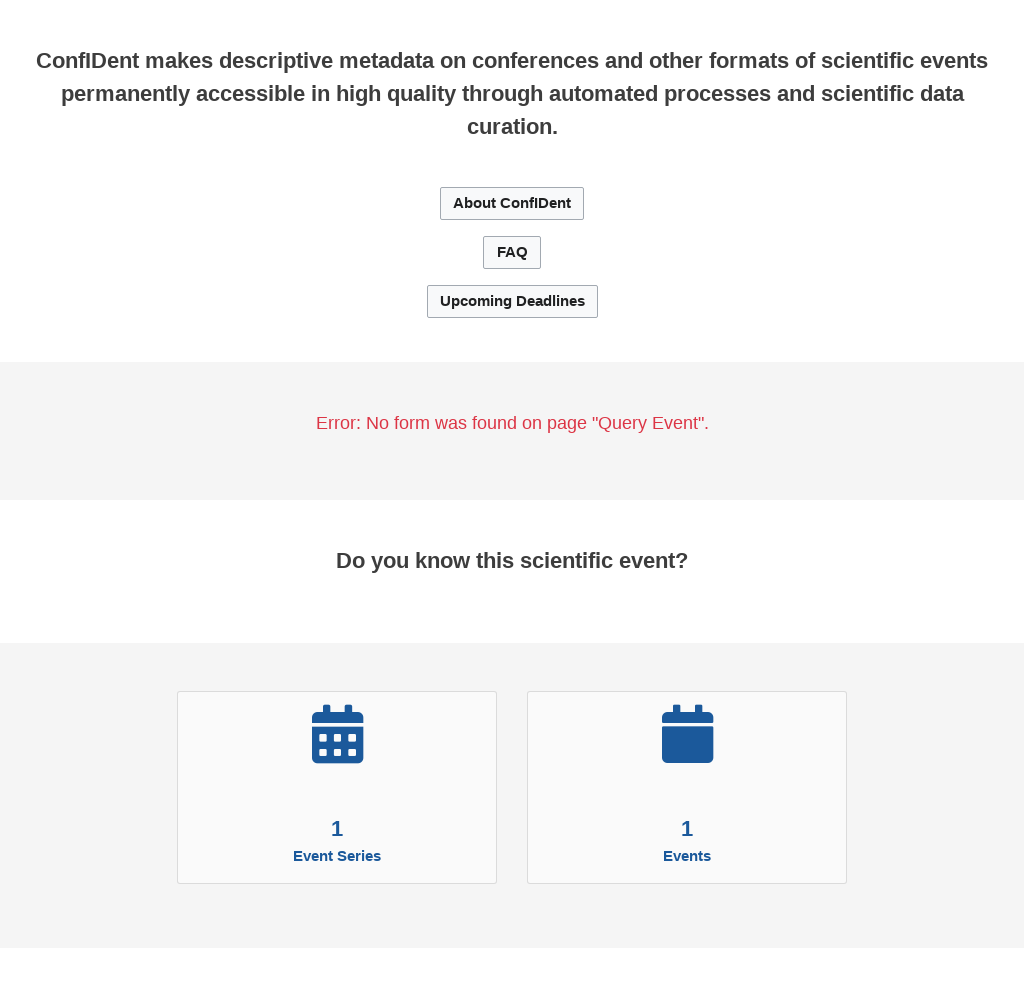 ConfIDent makes descriptive metadata on conferences and other formats of scientific events
permanently accessible in high quality through automated processes and scientific data
curation.
About ConfIDent
FAQ
Upcoming Deadlines
Error: No form was found on page "Query Event".
Do you know this scientific event?
1
Event Series
1
Events